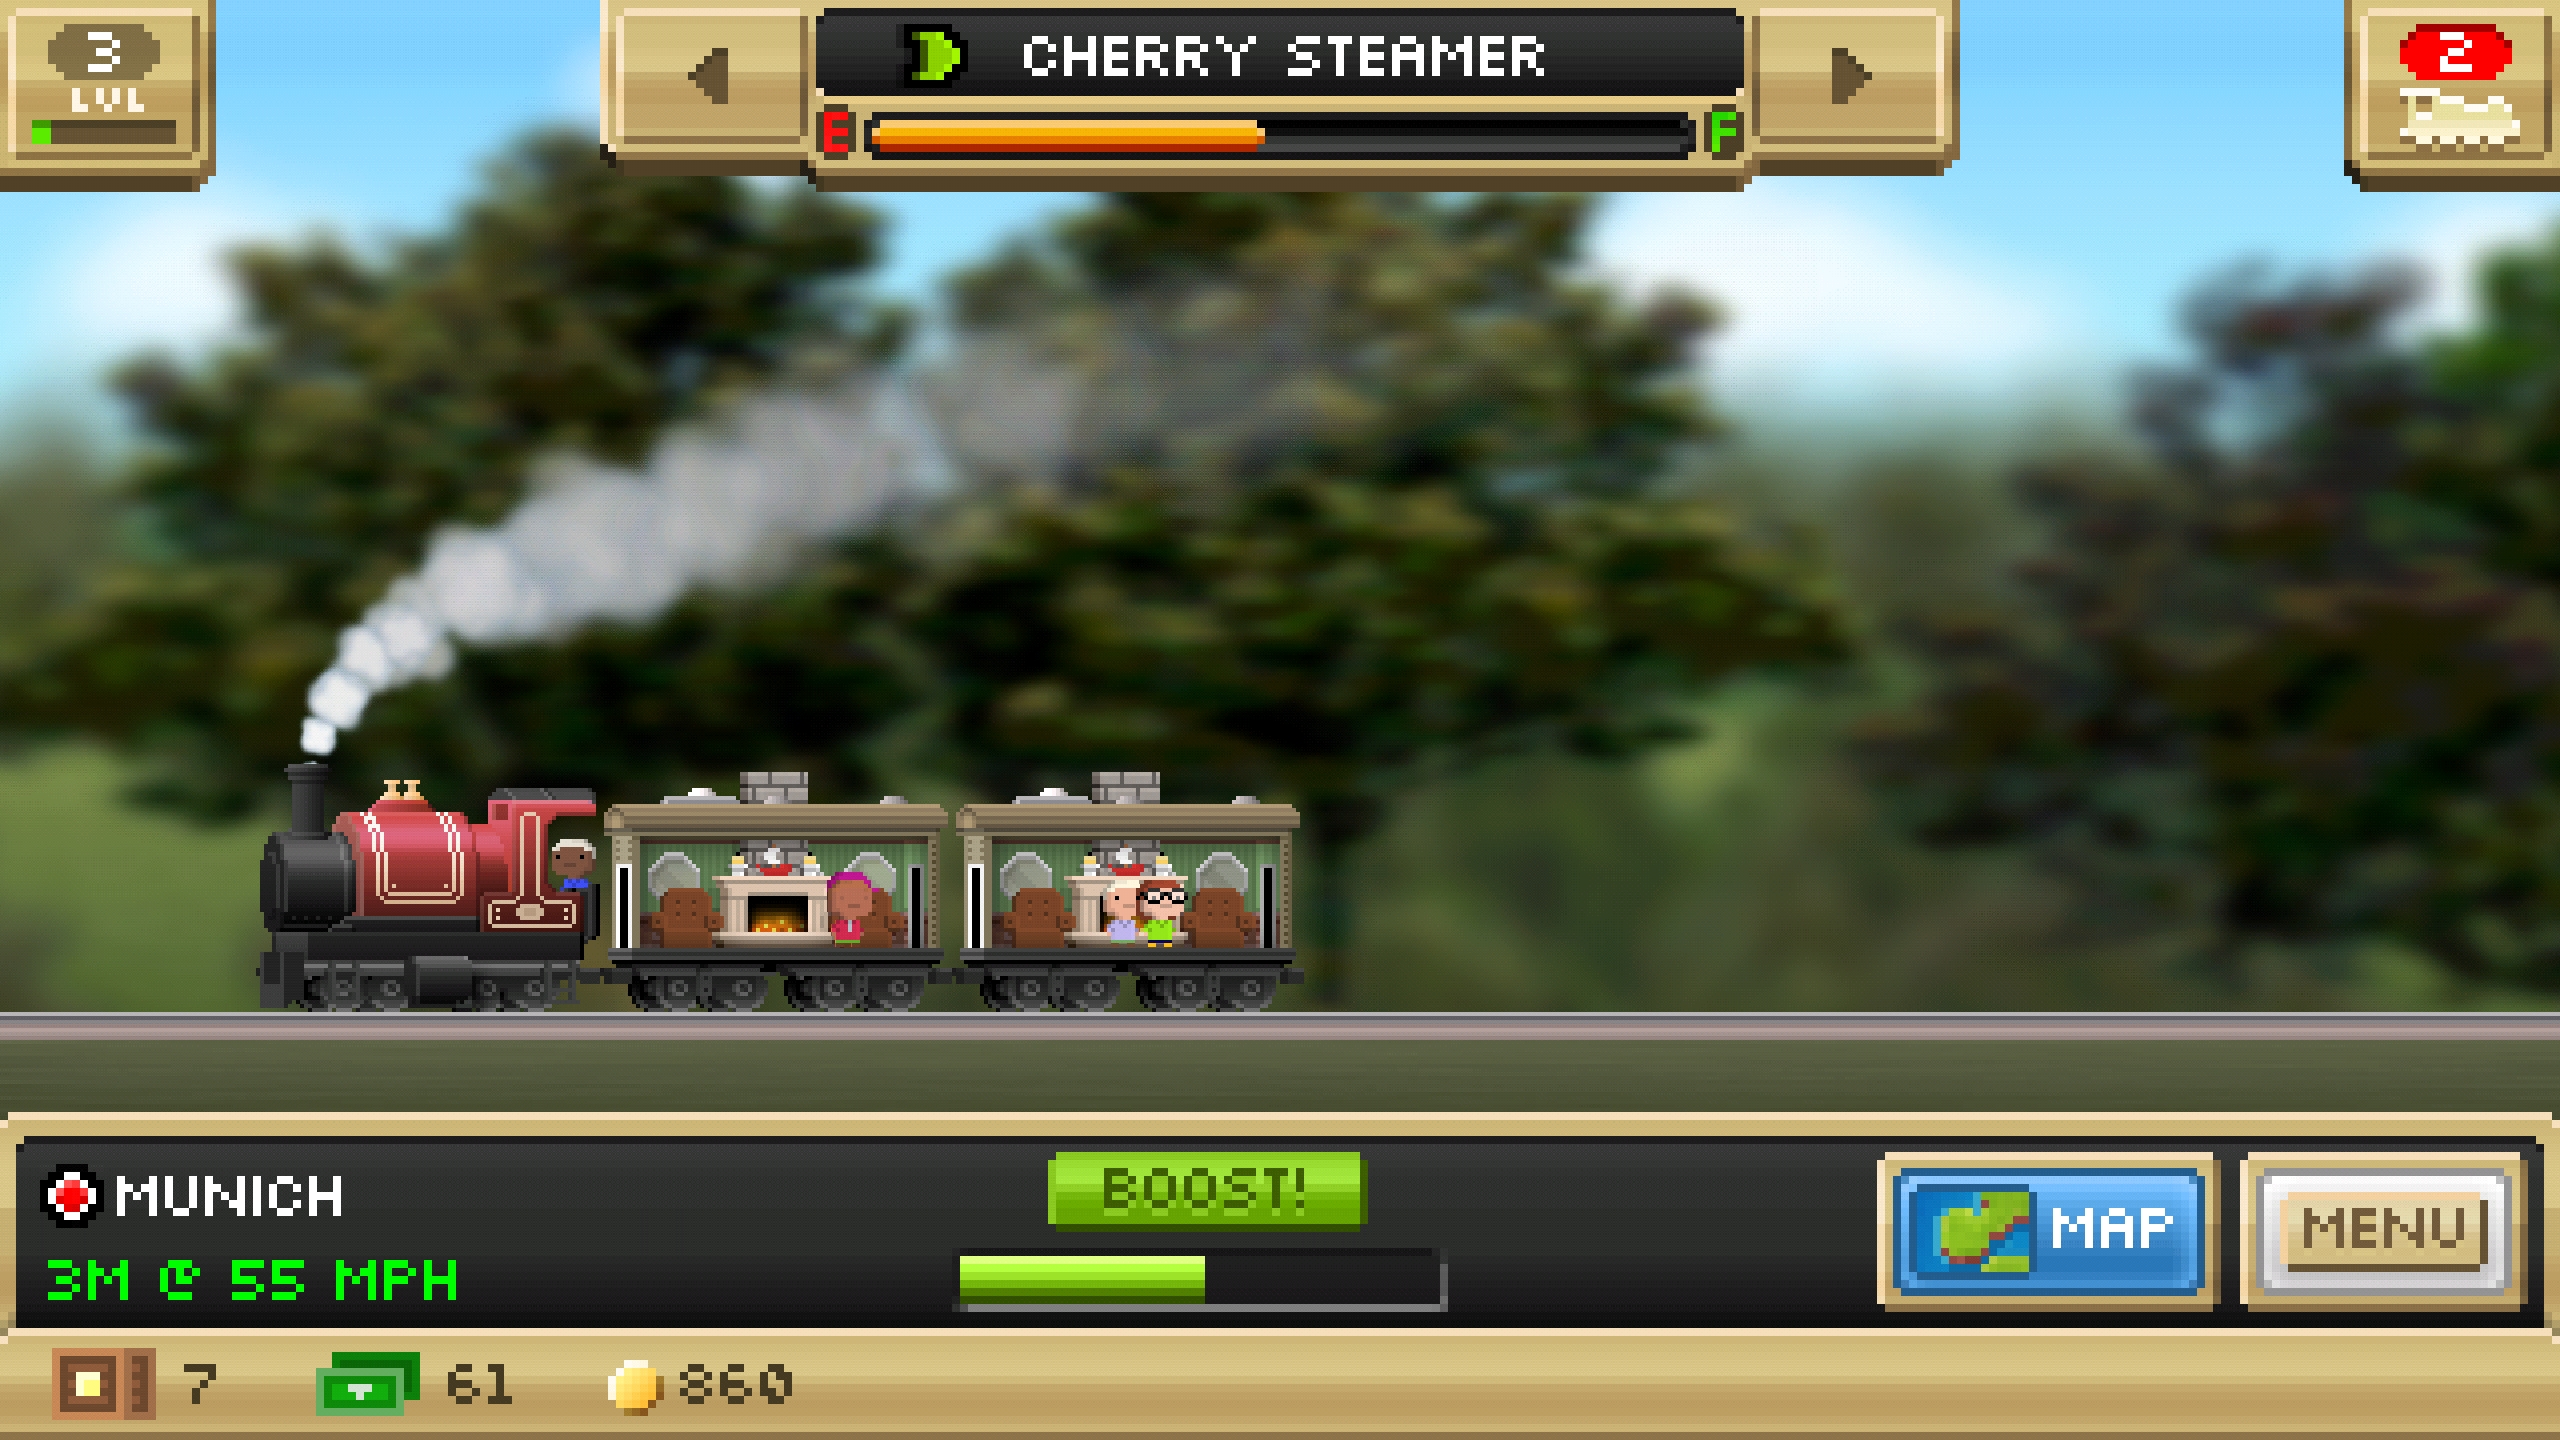 3
LVL
CHERRY STEAMER
E F
2
MUNICH
3M @ 55 MPH
BOOST!
MAP
MENU
7 61 860